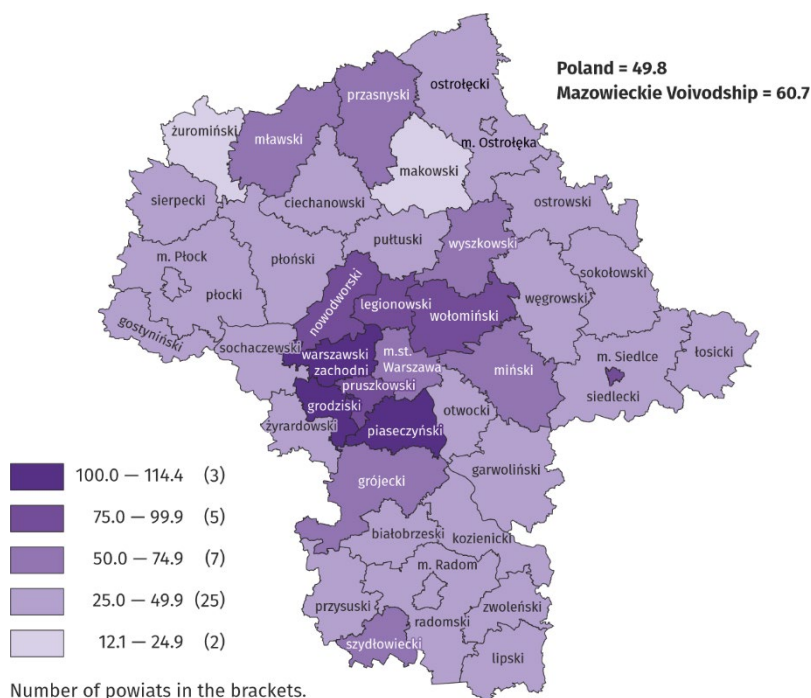 Poland = 49.8
Mazowieckie Voivodship = 60.7
ostrołęcki
przasnyski
żuromiński
mławski
m. Ostrołęka
makowski
sierpecki
ciechanowski
ostrowski
pułtuski
wyszkowski
m. Płock
płoński
sokołowski
węgrowski
płocki
nowodworski
legionowski
wołomiński
gostyniński
sochaczewski
warszawski
zachodni
m.st.
Warszawa
m. Siedlce
łosicki
miński
siedlecki
pruszkowski
grodziski
otwocki
żyrardowski
piaseczyński
garwoliński
grójecki
białobrzeski
kozienicki
m. Radom
przysuski
zwoleński
radomski
szydłowiecki
lipski
100.0 — 114.4 (3)
75.0 — 99.9 (5)
50.0 — 74.9 (7)
25.0 — 49.9 (25)
12.1 — 24.9 (2)
Number of powiats in the brackets.